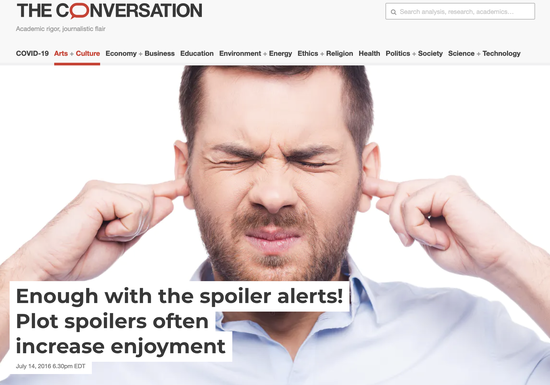 THE CONVERSATION
Search analysis, research, academics…
Academic rigor, journalistic flair
COVID-19 Arts + Culture Economy + Business Education Environment + Energy Ethics + Religion Health Politics + Society Science + Technology
Enough with the spoiler alerts!
Plot spoilers often
increase enjoyment
July 14, 2016 6.30pm EDT